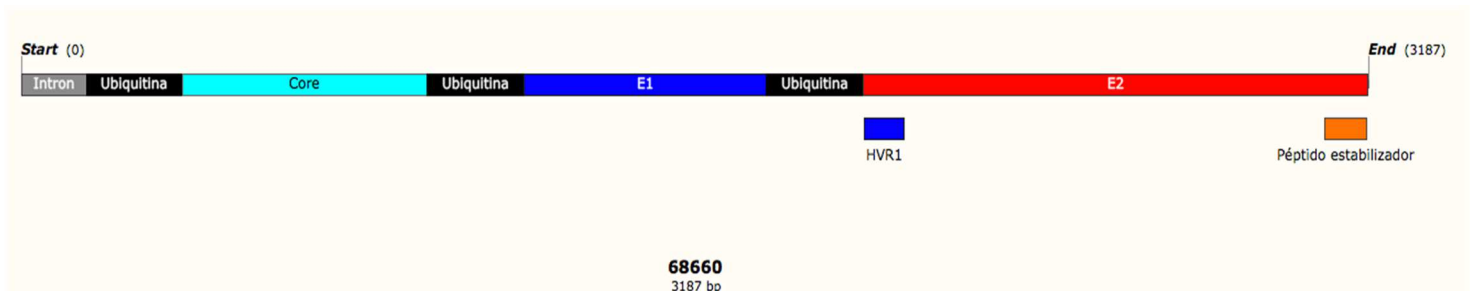 Start (0)
End (3187)
Intron Ubiquitina Core Ubiquitina E1 Ubiquitina E2
HVR1
Péptido estabilizador
68660
3187 bp